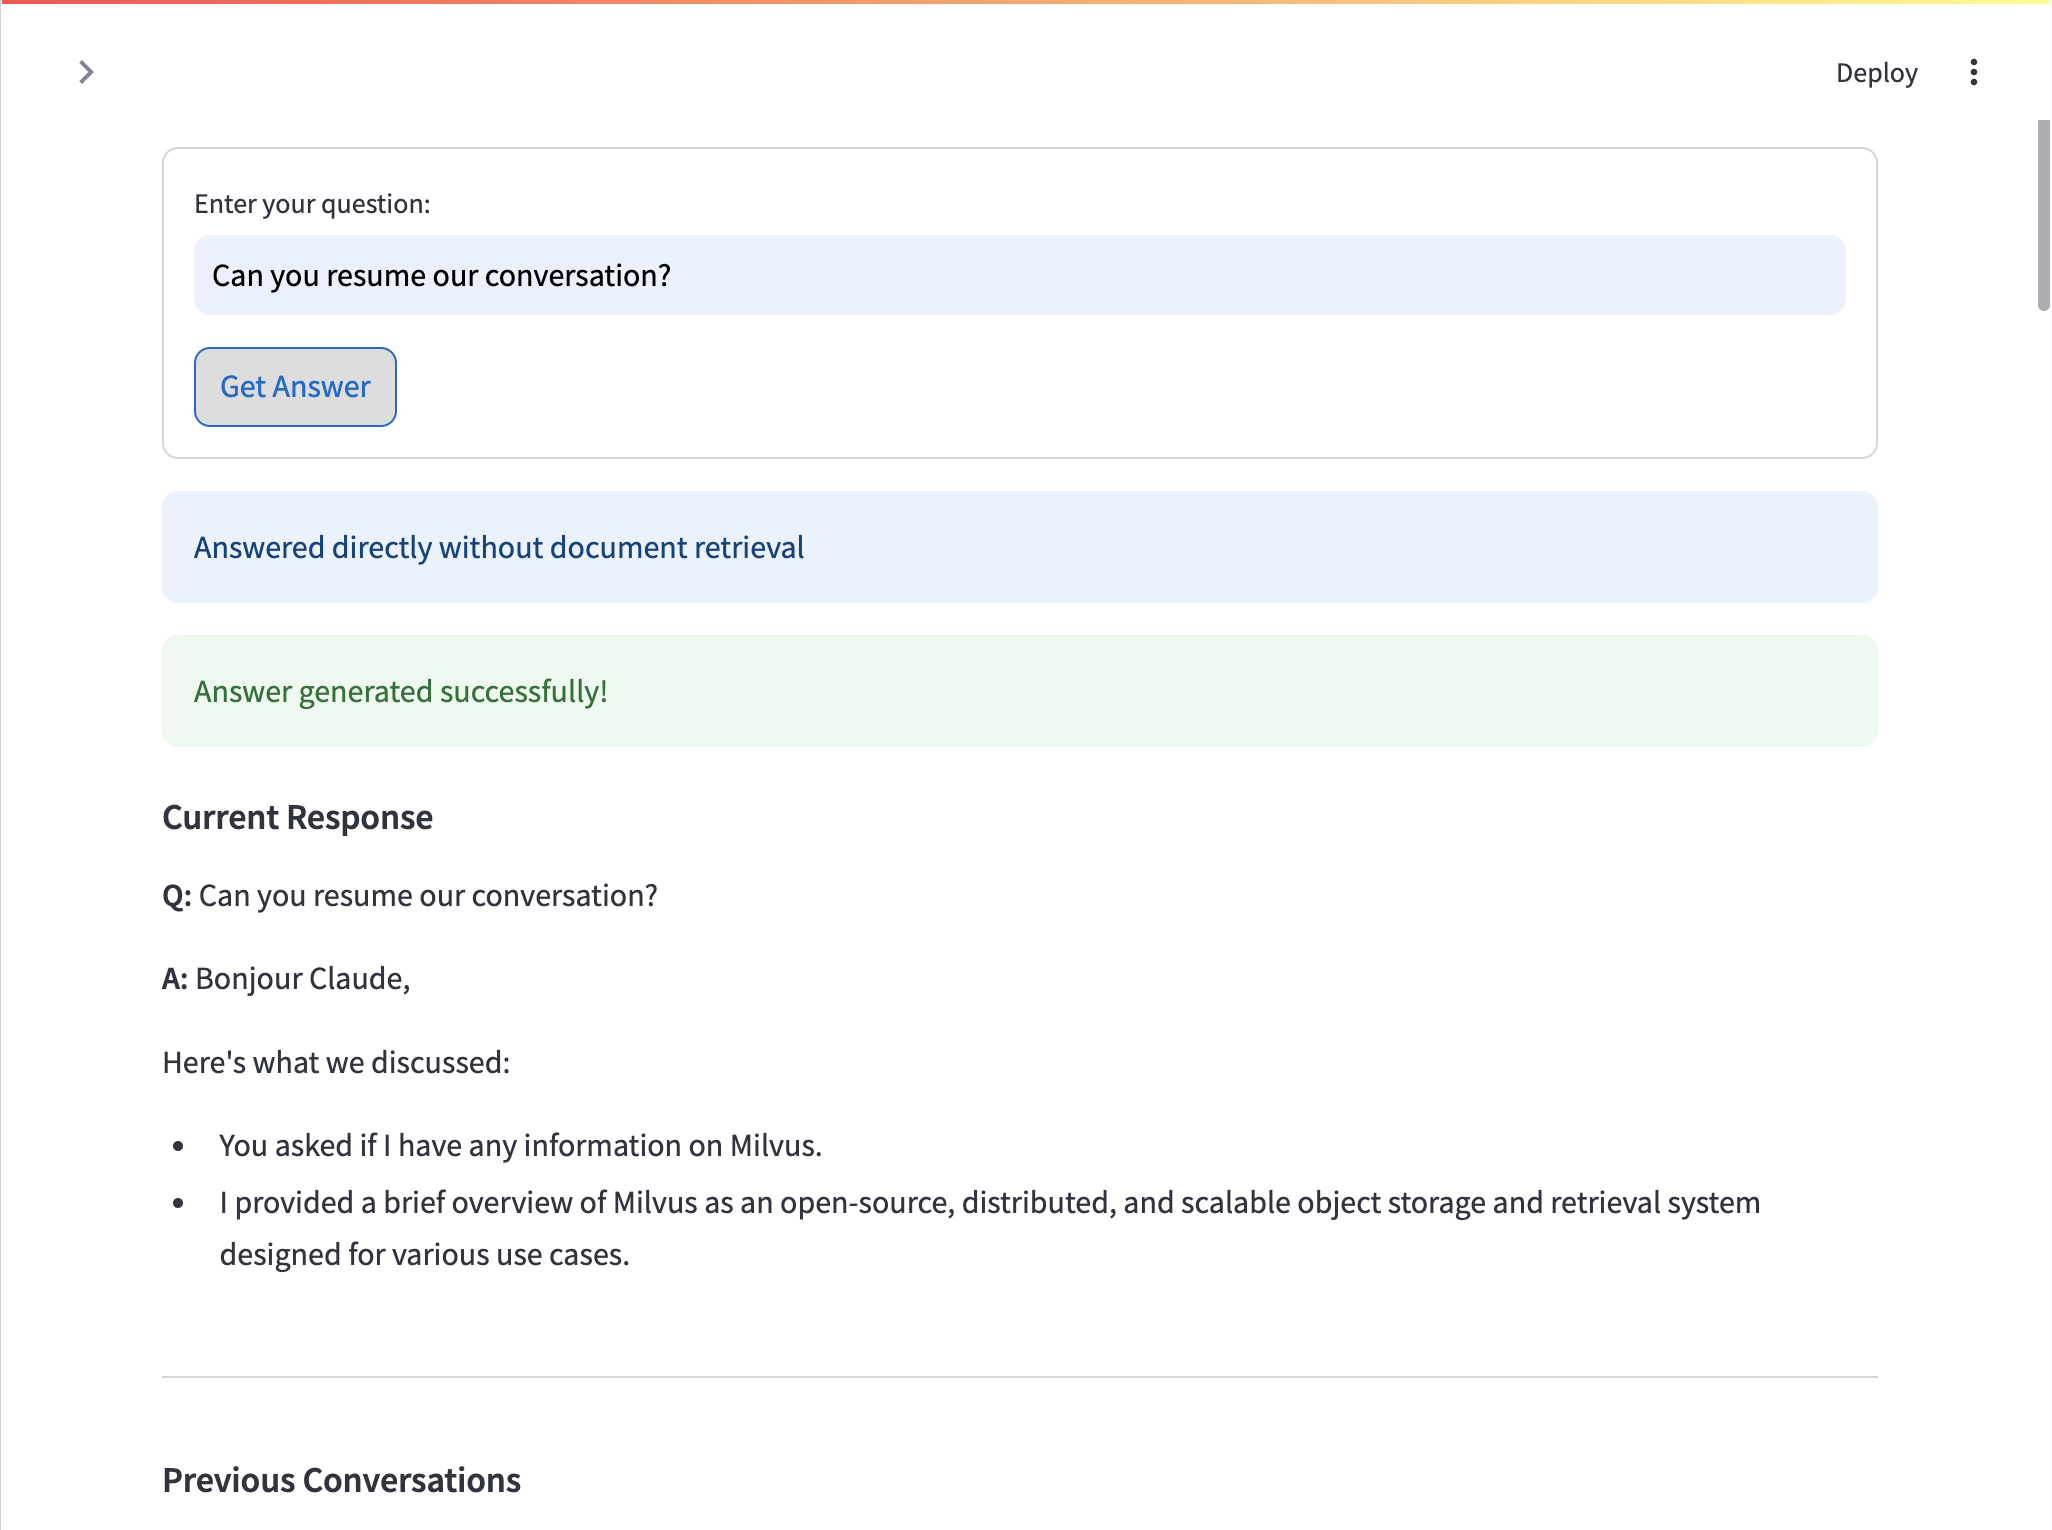 Deploy
Enter your question:
Can you resume our conversation?
Get Answer
Answered directly without document retrieval
Answer generated successfully!
Current Response
Q: Can you resume our conversation?
A: Bonjour Claude,
Here's what we discussed:
• You asked if I have any information on Milvus.
• I provided a brief overview of Milvus as an open-source, distributed, and scalable object storage and retrieval system
designed for various use cases.
Previous Conversations